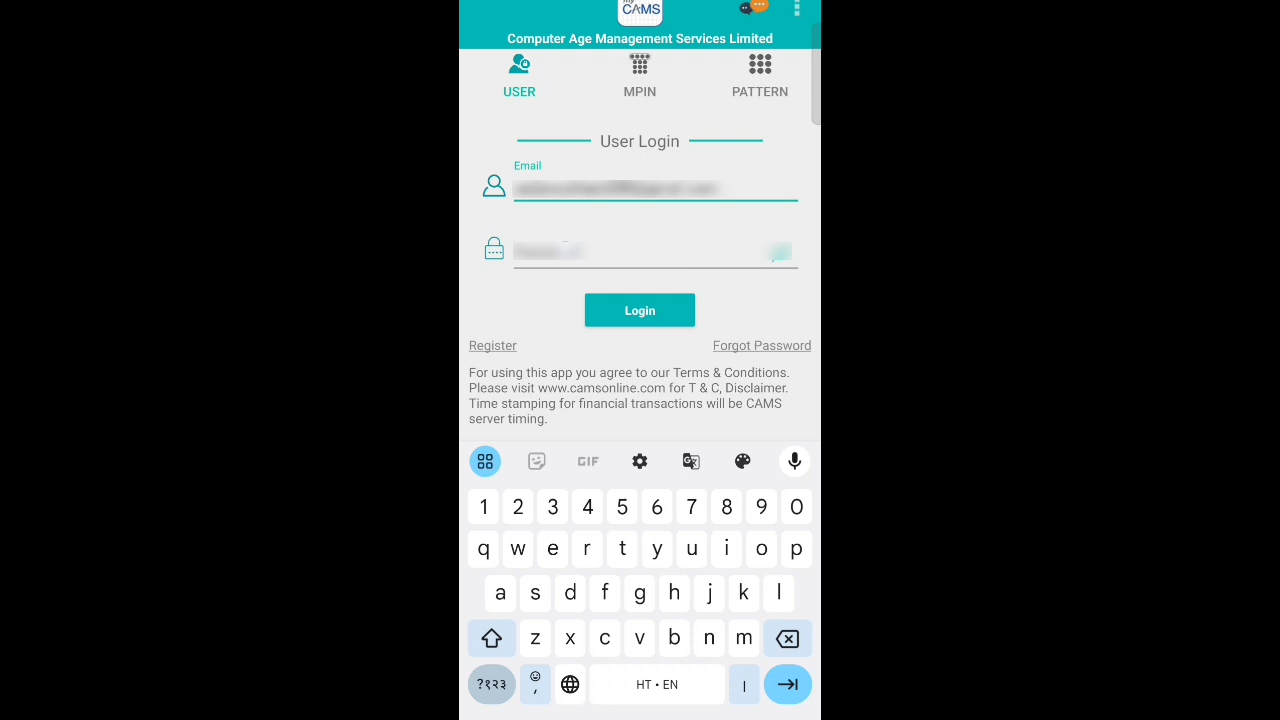 my
CAMS
Computer Age Management Services Limited
USER
MPIN
PATTERN
User Login
Email
Login
Register
Forgot Password
For using this app you agree to our Terms & Conditions.
Please visit www.camsonline.com for T & C, Disclaimer.
Time stamping for financial transactions will be CAMS
server timing.
GIF
1 2 3 4 5 6 7 8 9 0
q w e r t y u i o p
a s d f g h j k l
z x c v b n m
?१२३ , HT • EN ।